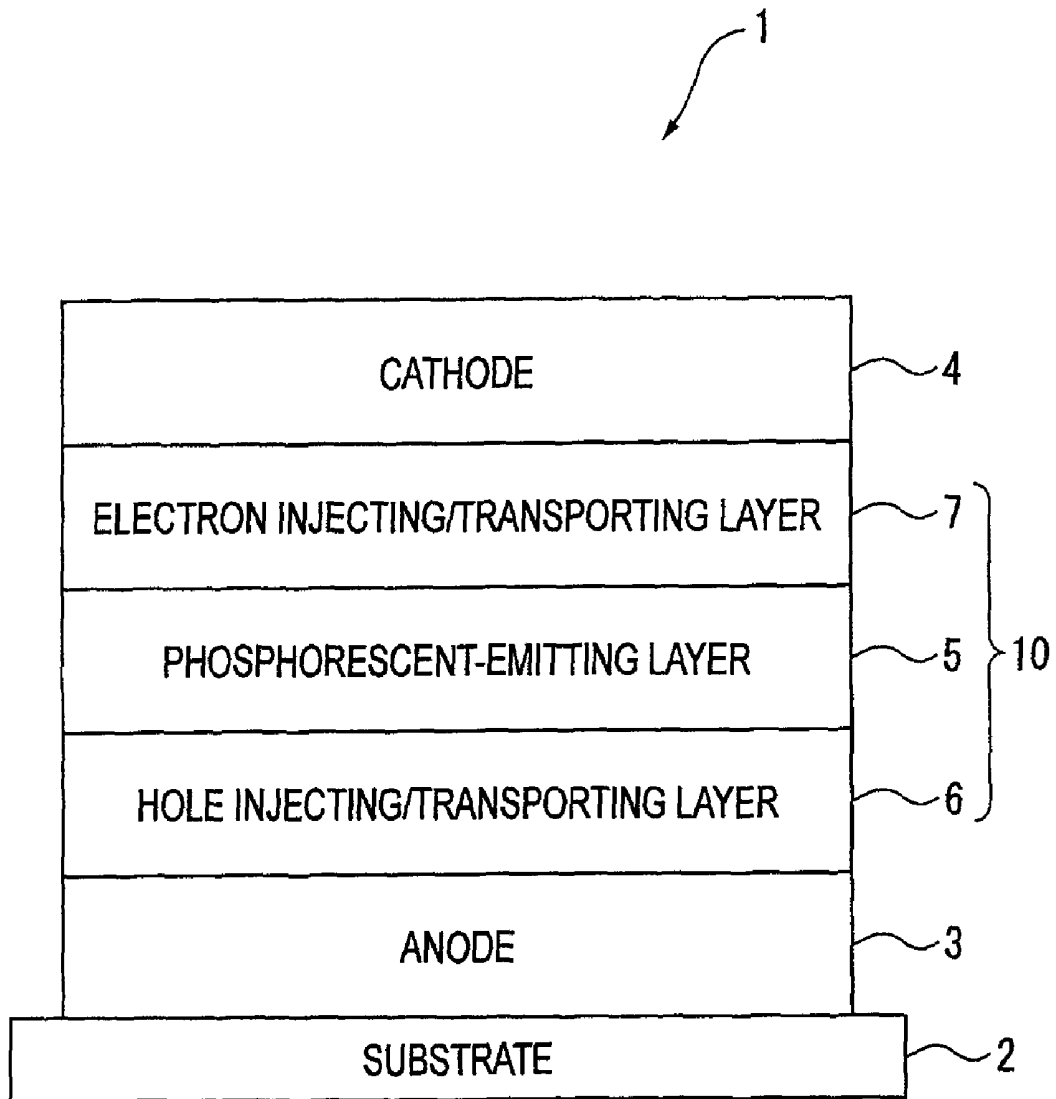 1
CATHODE 4
ELECTRON INJECTING/TRANSPORTING LAYER 7
PHOSPHORESCENT-EMITTING LAYER 5 10
HOLE INJECTING/TRANSPORTING LAYER 6
ANODE 3
SUBSTRATE 2